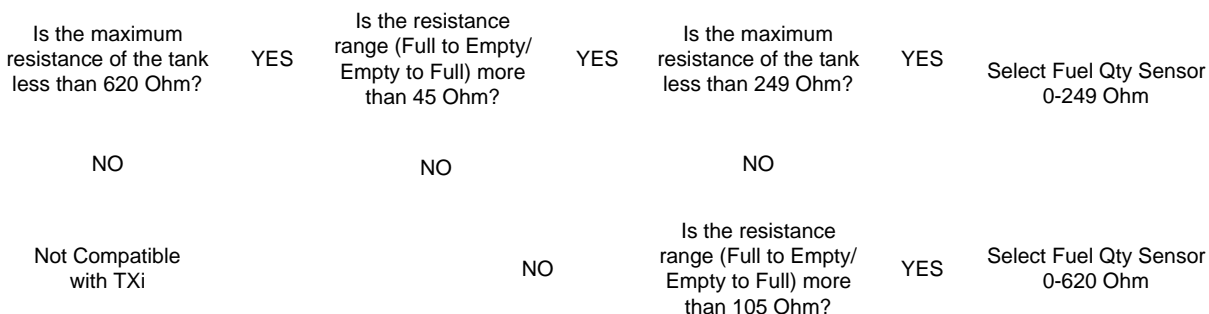 Is the maximum
resistance of the tank
less than 620 Ohm?
YES
Is the resistance
range (Full to Empty/
Empty to Full) more
than 45 Ohm?
YES
Is the maximum
resistance of the tank
less than 249 Ohm?
YES
Select Fuel Qty Sensor
0-249 Ohm
NO
NO
NO
Not Compatible
with TXi
NO
Is the resistance
range (Full to Empty/
Empty to Full) more
than 105 Ohm?
YES
Select Fuel Qty Sensor
0-620 Ohm